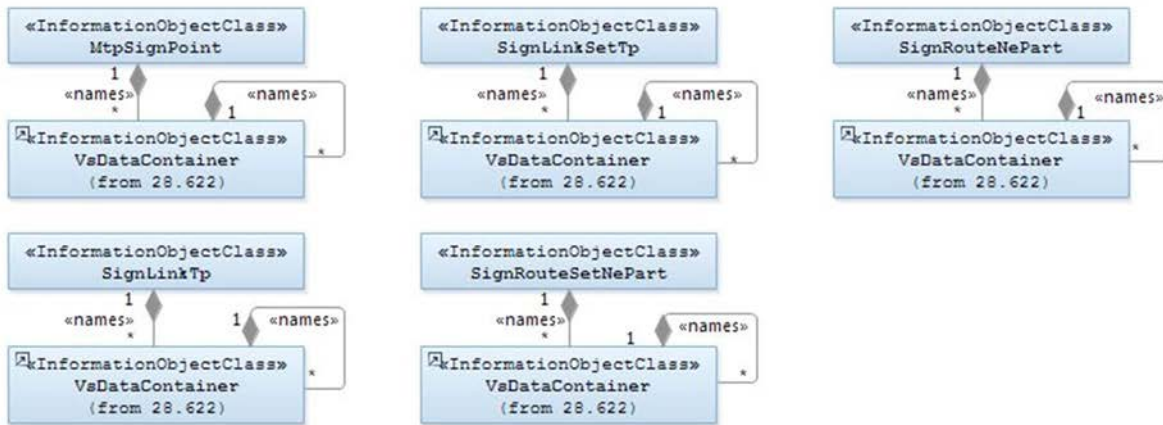 «InformationObjectClass»
MtpSignPoint
1
«names»
*
«names»
1
*
«InformationObjectClass»
VsDataContainer
(from 28.622)
«InformationObjectClass»
SignLinkSetTp
1
«names»
*
«names»
1
*
«InformationObjectClass»
VsDataContainer
(from 28.622)
«InformationObjectClass»
SignRouteNePart
1
«names»
*
«names»
1
*
«InformationObjectClass»
VsDataContainer
(from 28.622)
«InformationObjectClass»
SignLinkTp
1
«names»
*
1
«names»
*
«InformationObjectClass»
VsDataContainer
(from 28.622)
«InformationObjectClass»
SignRouteSetNePart
1
«names»
*
«names»
1
*
«InformationObjectClass»
VsDataContainer
(from 28.622)